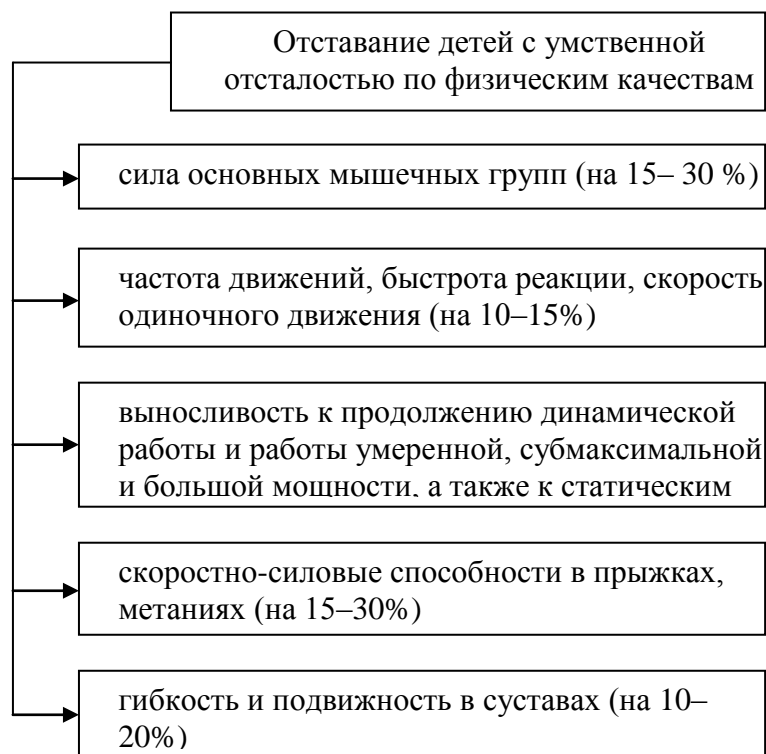 Отставание детей с умственной
отсталостью по физическим качествам
сила основных мышечных групп (на 15– 30 %)
частота движений, быстрота реакции, скорость
одиночного движения (на 10–15%)
выносливость к продолжению динамической
работы и работы умеренной, субмаксимальной
и большой мощности, а также к статическим
скоростно-силовые способности в прыжках,
метаниях (на 15–30%)
гибкость и подвижность в суставах (на 10–
20%)